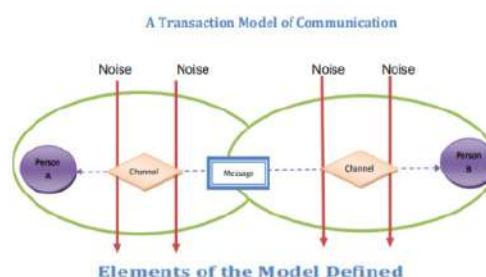 A Transaction Model of Communication
Noise Noise Noise Noise
Person
A
Channel
Message
Channel
Person
B
Elements of the Model Defined